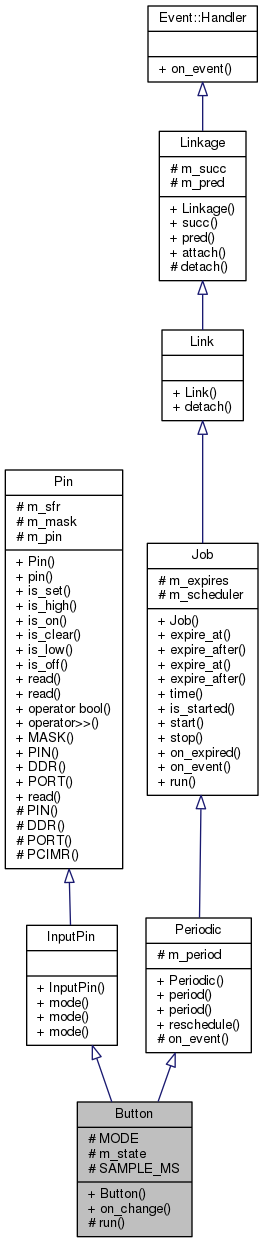 Event::Handler
+ on_event()
Linkage
# m_succ
# m_pred
+ Linkage()
+ succ()
+ pred()
+ attach()
# detach()
Link
+ Link()
+ detach()
Pin
# m_sfr
# m_mask
# m_pin
+ Pin()
+ pin()
+ is_set()
+ is_high()
+ is_on()
+ is_clear()
+ is_low()
+ is_off()
+ read()
+ read()
+ operator bool()
+ operator>>()
+ MASK()
+ PIN()
+ DDR()
+ PORT()
+ read()
# PIN()
# DDR()
# PORT()
# PCIMR()
Job
# m_expires
# m_scheduler
+ Job()
+ expire_at()
+ expire_after()
+ expire_at()
+ expire_after()
+ time()
+ is_started()
+ start()
+ stop()
+ on_expired()
+ on_event()
+ run()
InputPin
+ InputPin()
+ mode()
+ mode()
+ mode()
Periodic
# m_period
+ Periodic()
+ period()
+ period()
+ reschedule()
# on_event()
Button
# MODE
# m_state
# SAMPLE_MS
+ Button()
+ on_change()
# run()